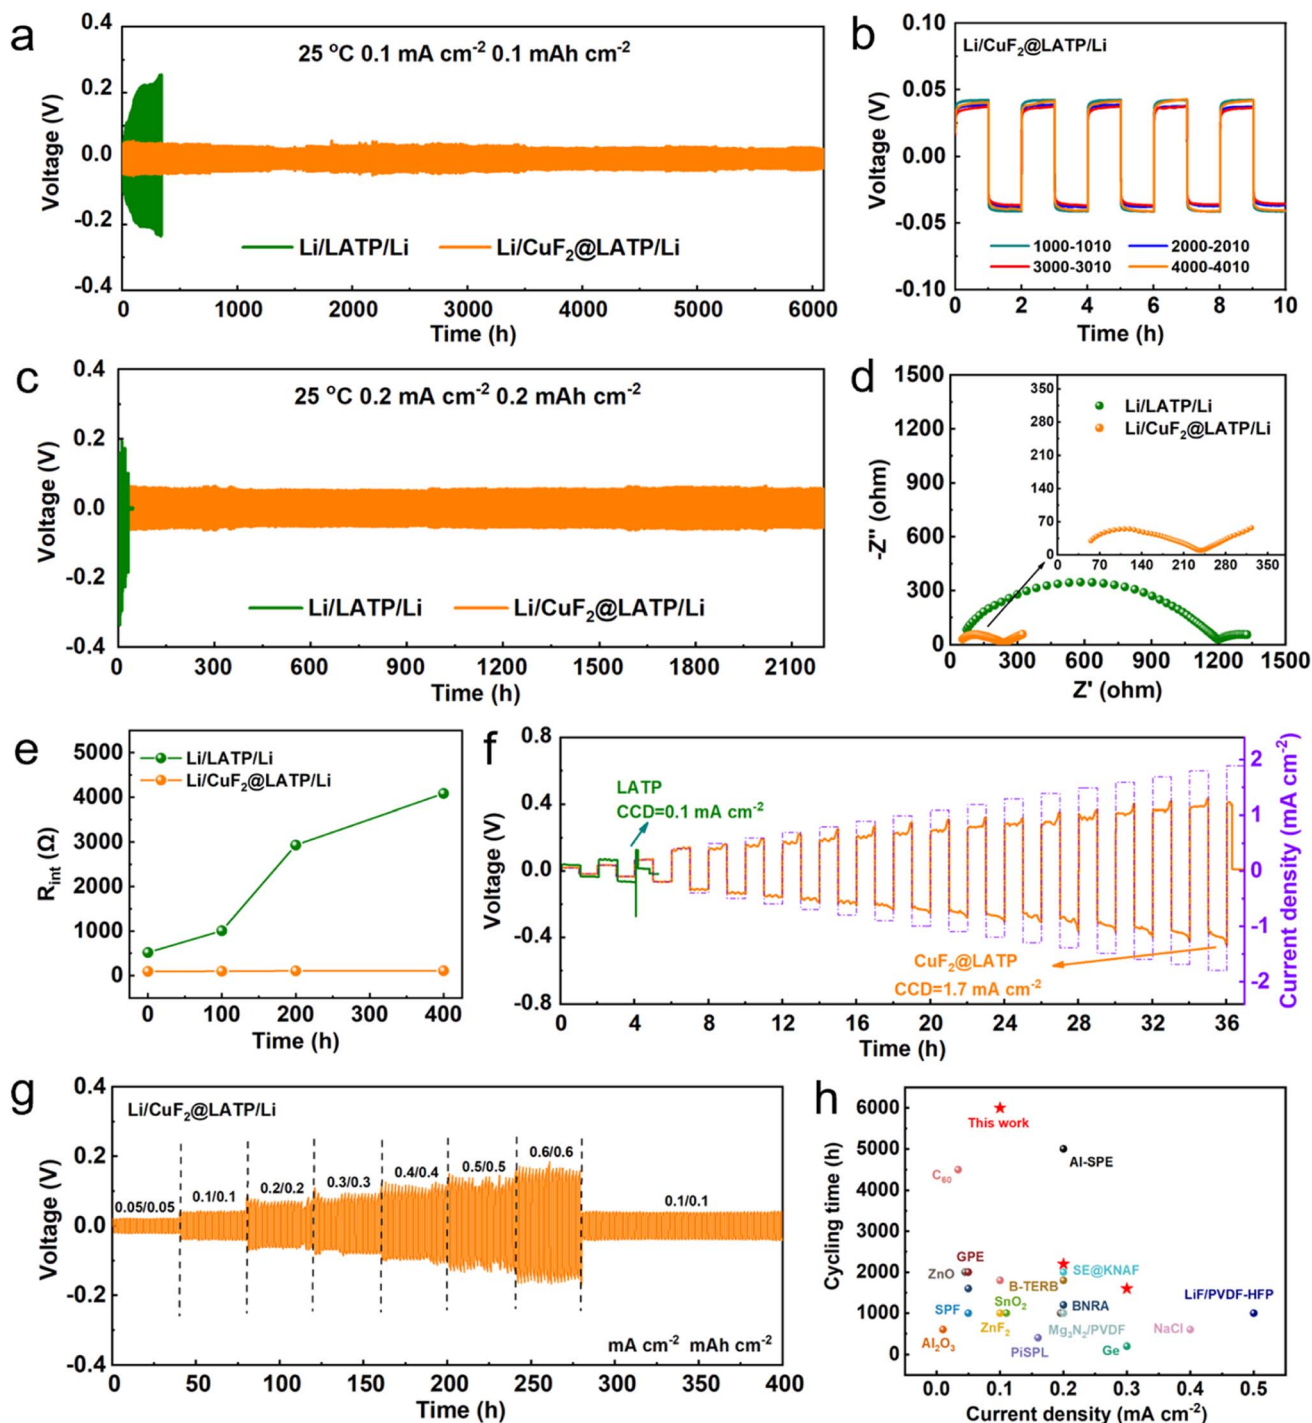 a
25 °C 0.1 mA cm⁻² 0.1 mAh cm⁻²
Voltage (V)
0.4
0.2
0.0
-0.2
-0.4
Li/LATP/Li
Li/CuF₂@LATP/Li
0 1000 2000 3000 4000 5000 6000
Time (h)
b
Li/CuF₂@LATP/Li
Voltage (V)
0.10
0.05
0.00
-0.05
-0.10
1000-1010
2000-2010
3000-3010
4000-4010
0 2 4 6 8 10
Time (h)
c
25 °C 0.2 mA cm⁻² 0.2 mAh cm⁻²
Voltage (V)
0.4
0.2
0.0
-0.2
-0.4
Li/LATP/Li
Li/CuF₂@LATP/Li
0 300 600 900 1200 1500 1800 2100
Time (h)
d
-Z'' (ohm)
1500
1200
900
600
300
0
350
280
210
140
70
0
Li/LATP/Li
Li/CuF₂@LATP/Li
0 70 140 210 280 350
0 300 600 900 1200 1500
Z' (ohm)
e
Li/LATP/Li
Li/CuF₂@LATP/Li
R_int (Ω)
5000
4000
3000
2000
1000
0
0 100 200 300 400
Time (h)
f
Voltage (V)
0.8
0.4
0.0
-0.4
-0.8
LATP
CCD=0.1 mA cm⁻²
CuF₂@LATP
CCD=1.7 mA cm⁻²
2
1
0
-1
-2
Current density (mA cm⁻²)
0 4 8 12 16 20 24 28 32 36
Time (h)
g
Li/CuF₂@LATP/Li
Voltage (V)
0.4
0.2
0.0
-0.2
-0.4
0.05/0.05
0.1/0.1
0.2/0.2
0.3/0.3
0.4/0.4
0.5/0.5
0.6/0.6
0.1/0.1
mA cm⁻² mAh cm⁻²
0 50 100 150 200 250 300 350 400
Time (h)
h
Cycling time (h)
6000
5000
4000
3000
2000
1000
0
This work
Al-SPE
C₆₀
GPE
ZnO
SE@KNAF
B-TERB
SnO₂
BNRA
LiF/PVDF-HFP
SPF
ZnF₂
Mg₃N₂/PVDF
NaCl
Al₂O₃
PiSPL
Ge
0.0 0.1 0.2 0.3 0.4 0.5
Current density (mA cm⁻²)